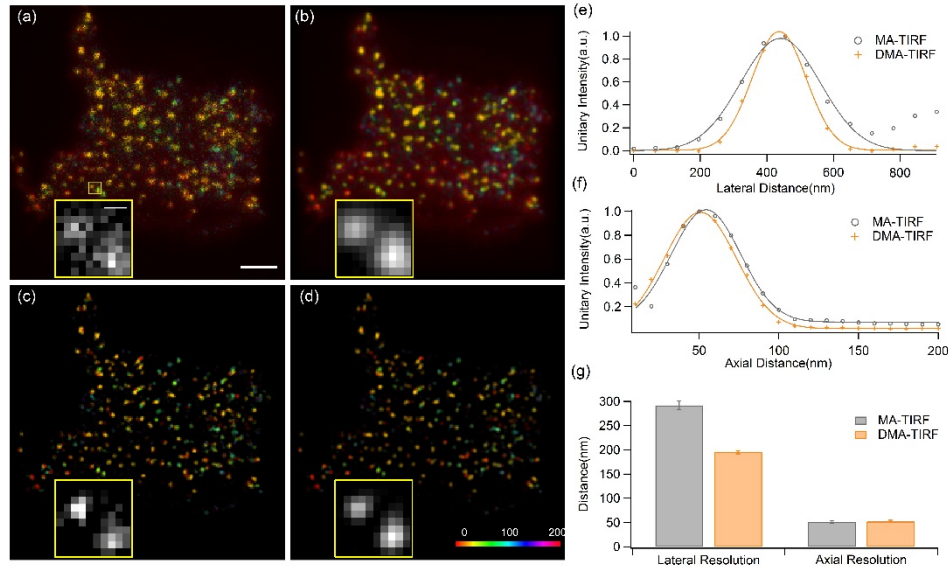 (a)
(b)
(c)
(d)
0 100 200
(e)
Unitary Intensity(a.u.)
1.0
0.8
0.6
0.4
0.2
0.0
MA-TIRF
DMA-TIRF
0 200 400 600 800
Lateral Distance(nm)
(f)
Unitary Intensity(a.u.)
1.0
0.8
0.6
0.4
0.2
MA-TIRF
DMA-TIRF
50 100 150 200
Axial Distance(nm)
(g)
Distance(nm)
300
250
200
150
100
50
0
MA-TIRF
DMA-TIRF
Lateral Resolution Axial Resolution